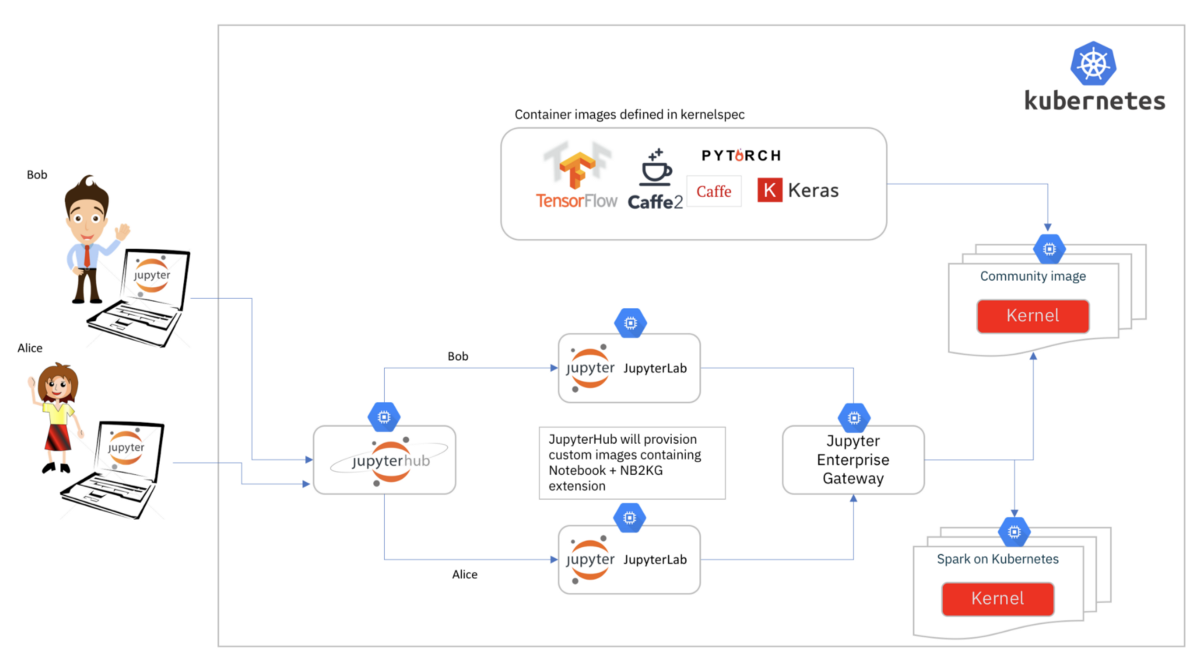 kubernetes
Container images defined in kernelspec
TensorFlow
Caffe2
PYTORCH
Caffe
K Keras
Bob
jupyter
Alice
jupyter
Community image
Kernel
Bob
jupyter JupyterLab
jupyterhub
JupyterHub will provision
custom images containing
Notebook + NB2KG
extension
Jupyter
Enterprise
Gateway
Alice
jupyter JupyterLab
Spark on Kubernetes
Kernel